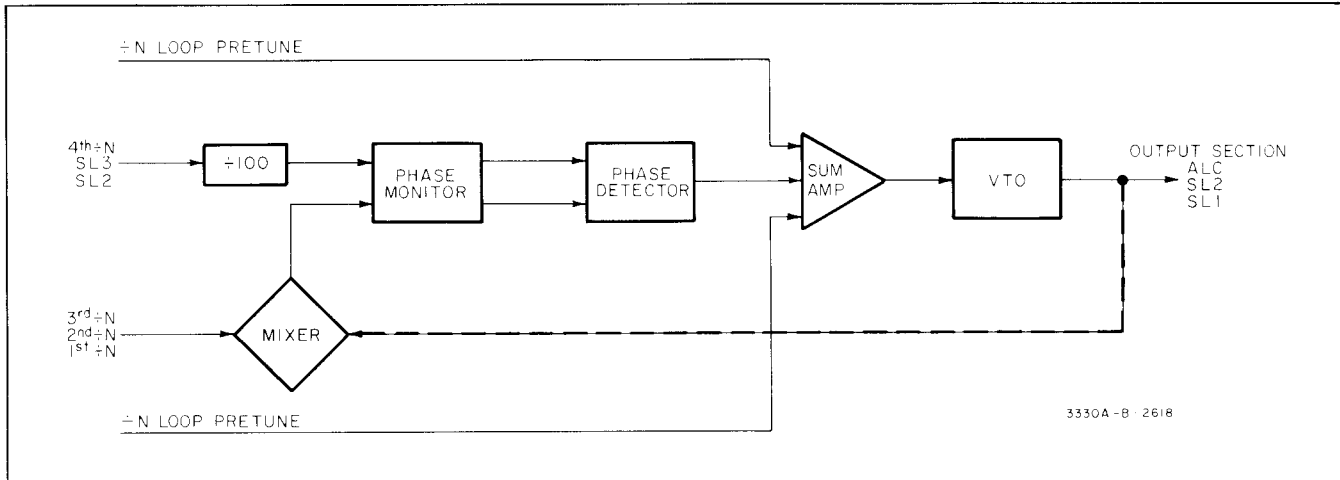 ÷N LOOP PRETUNE
4th÷N
SL3
SL2
÷100
PHASE
MONITOR
PHASE
DETECTOR
SUM
AMP
VTO
OUTPUT SECTION
ALC
SL2
SL1
3rd÷N
2nd÷N
1st÷N
MIXER
÷N LOOP PRETUNE
3330A-B-2618